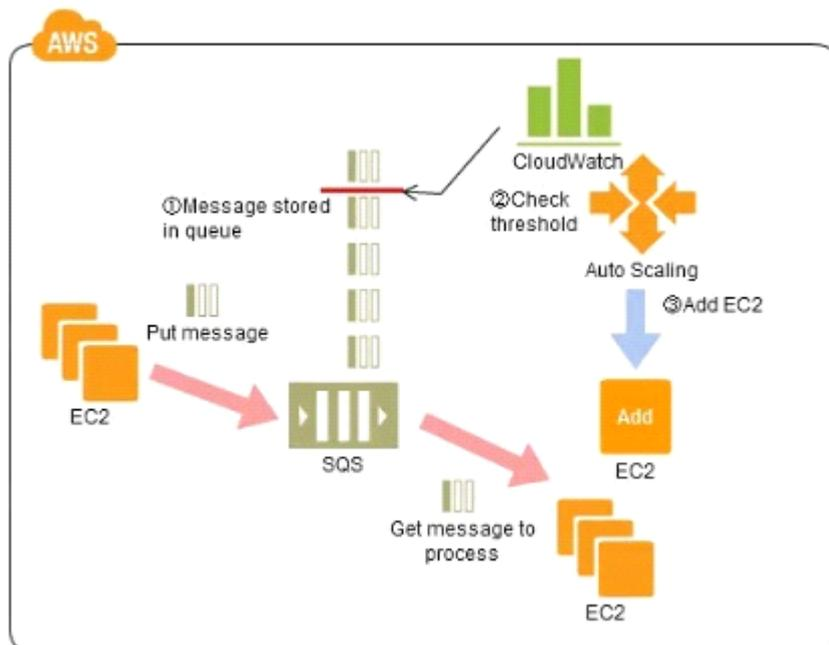 AWS
CloudWatch
①Message stored
in queue
②Check
threshold
Auto Scaling
③Add EC2
Put message
EC2
Add
SQS
EC2
Get message to
process
EC2